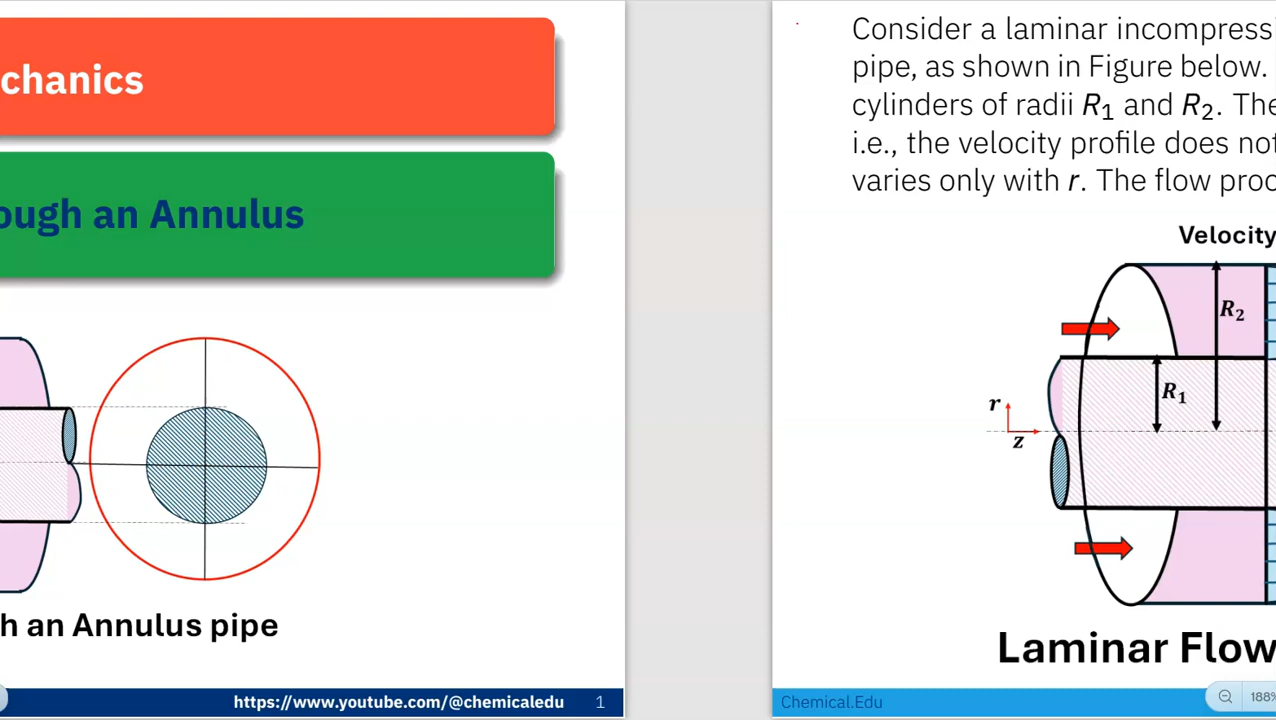 chanics
ough an Annulus
h an Annulus pipe
https://www.youtube.com/@chemicaledu 1
Consider a laminar incompressi
pipe, as shown in Figure below.
cylinders of radii R1 and R2. The
i.e., the velocity profile does not
varies only with r. The flow proc
Velocity
R2
R1
r
z
Laminar Flow
Chemical.Edu
188%